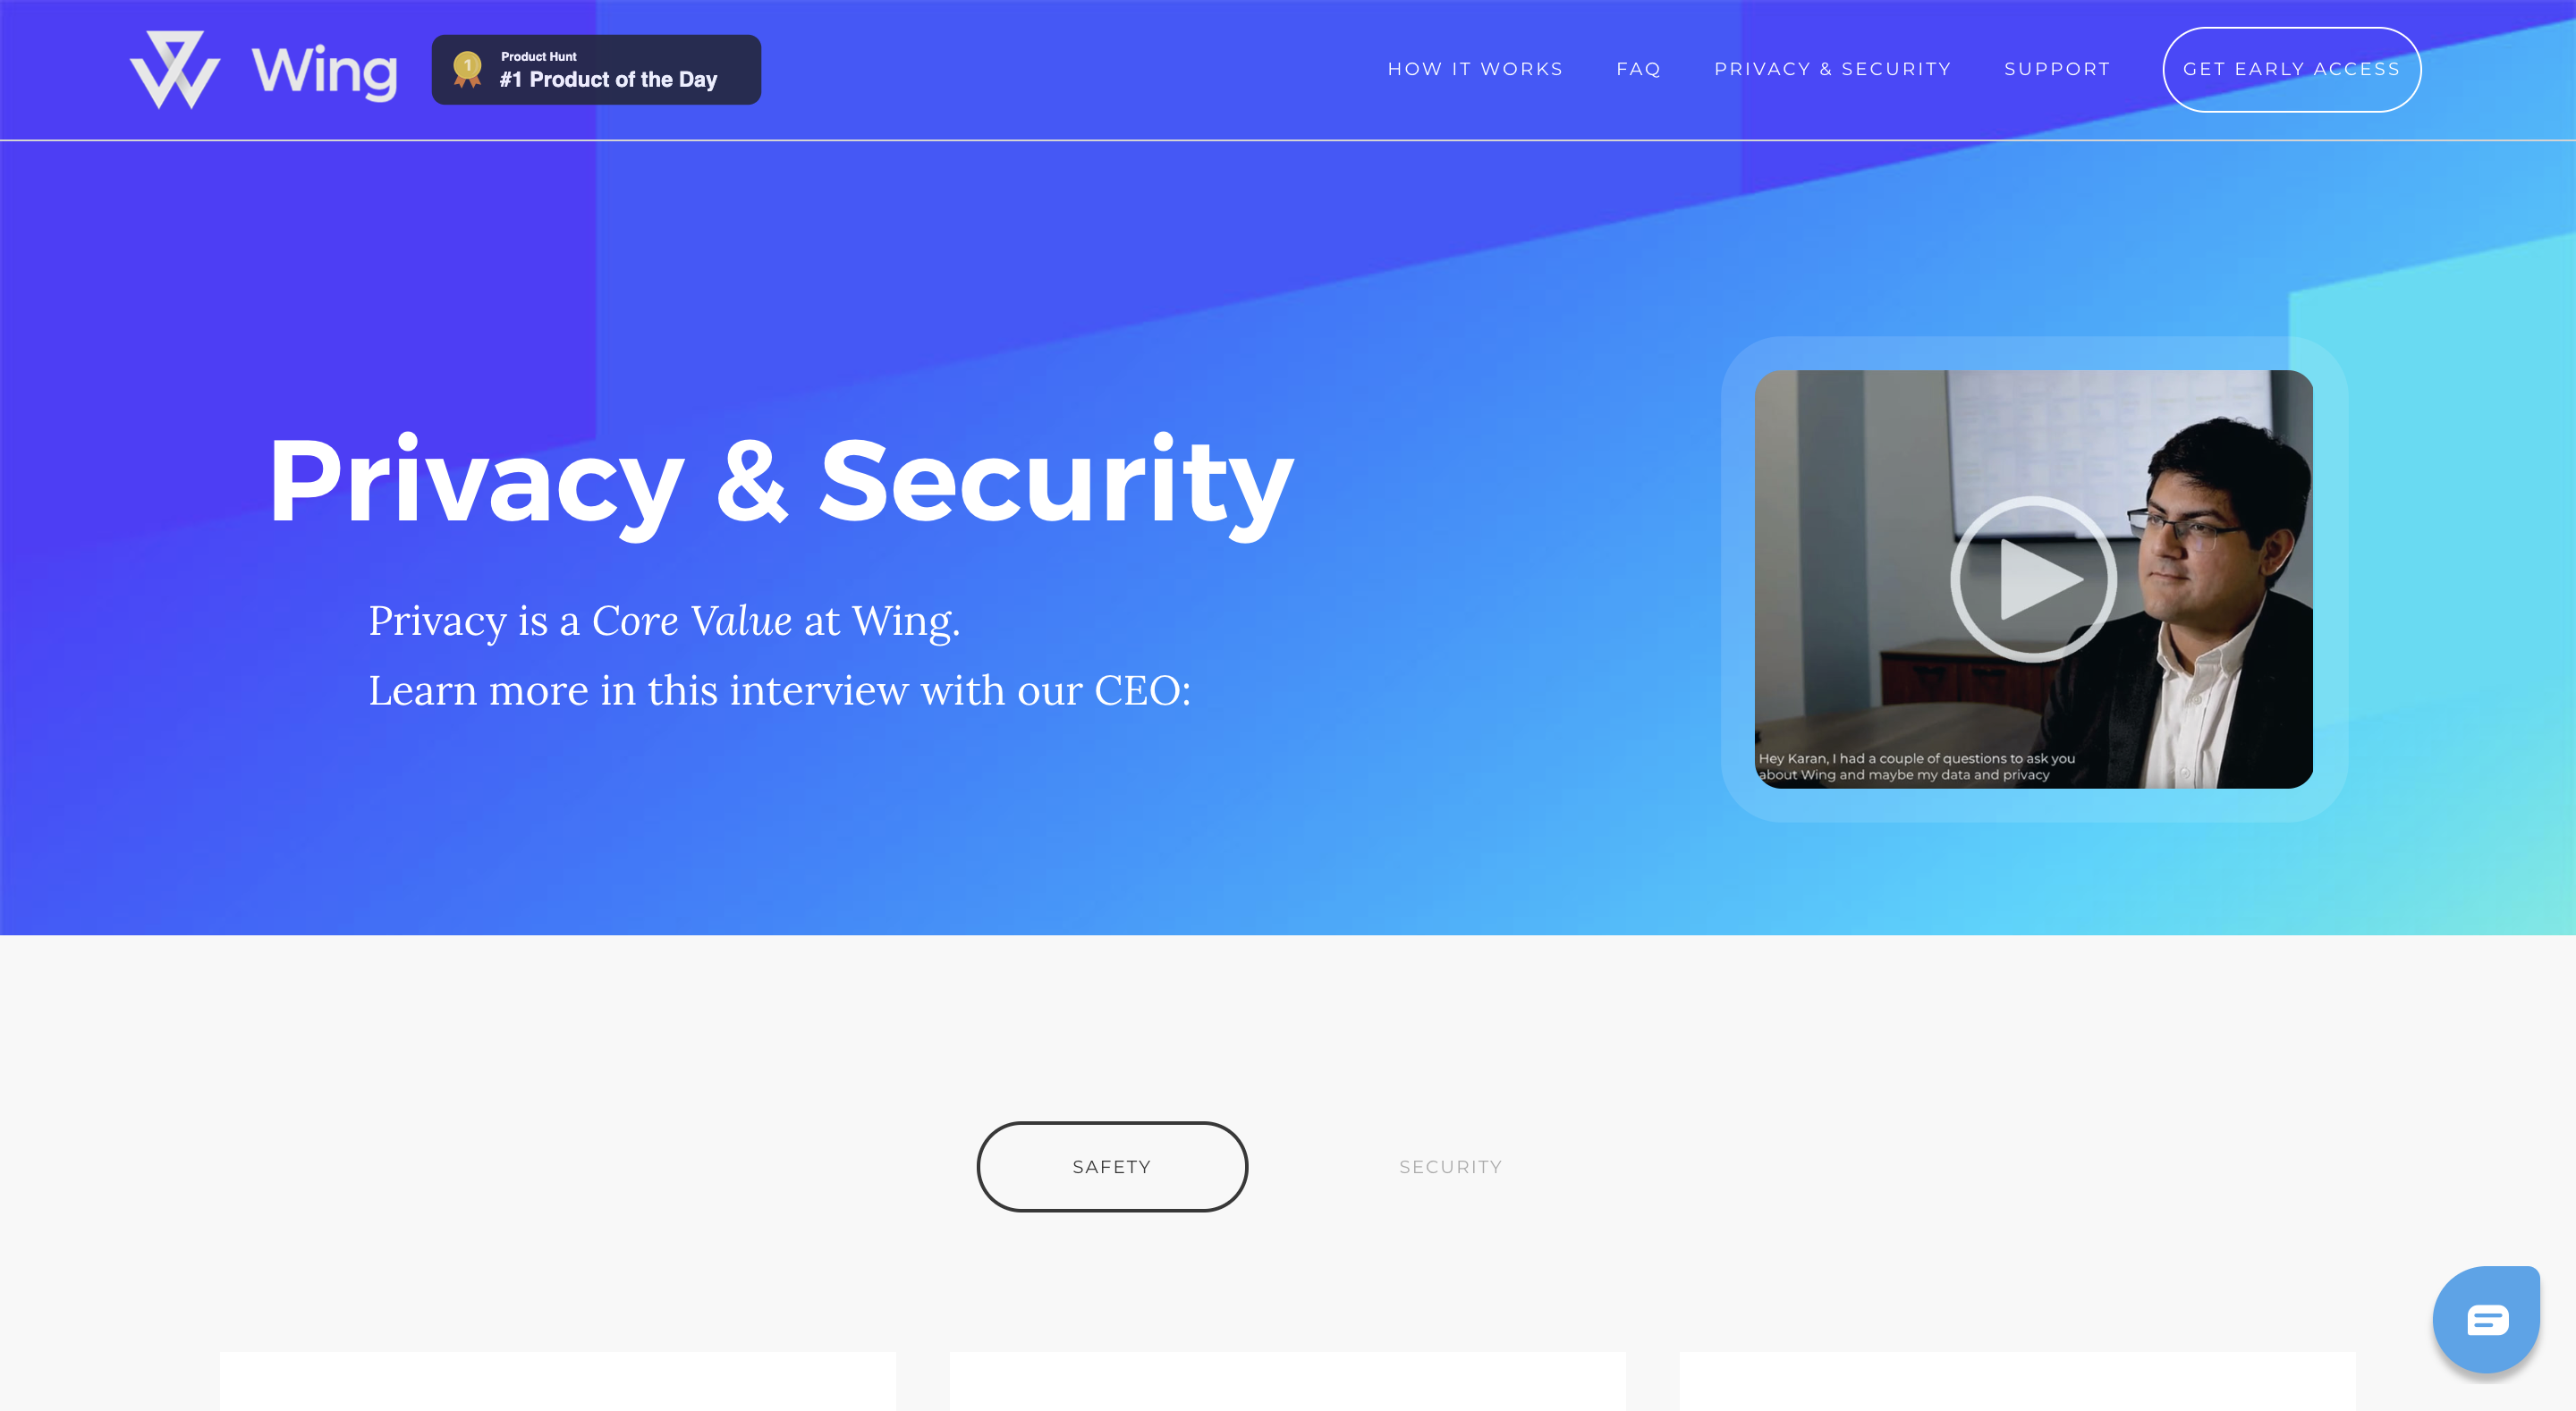 Wing
1
Product Hunt
#1 Product of the Day
HOW IT WORKS
FAQ
PRIVACY & SECURITY
SUPPORT
GET EARLY ACCESS
Privacy & Security
Privacy is a Core Value at Wing.
Learn more in this interview with our CEO:
Hey Karan, I had a couple of questions to ask you
about Wing and maybe my data and privacy
SAFETY
SECURITY